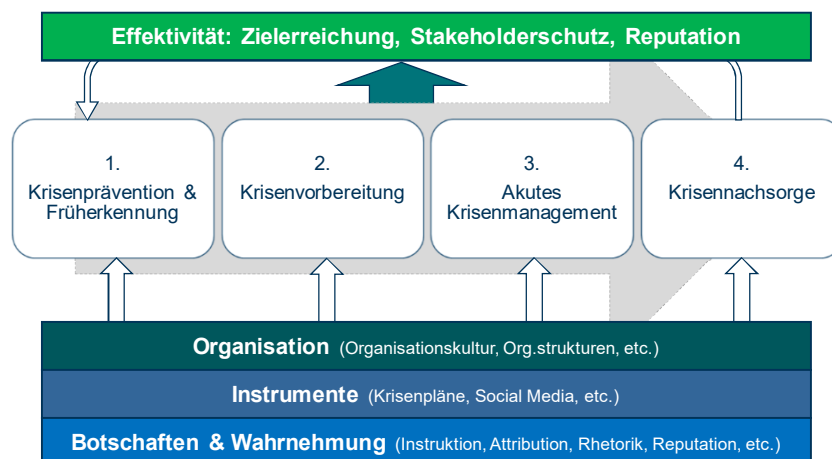 Effektivität: Zielerreichung, Stakeholderschutz, Reputation
1.
Krisenprävention &
Früherkennung
2.
Krisenvorbereitung
3.
Akutes
Krisenmanagement
4.
Krisennachsorge
Organisation (Organisationskultur, Org.strukturen, etc.)
Instrumente (Krisenpläne, Social Media, etc.)
Botschaften & Wahrnehmung (Instruktion, Attribution, Rhetorik, Reputation, etc.)